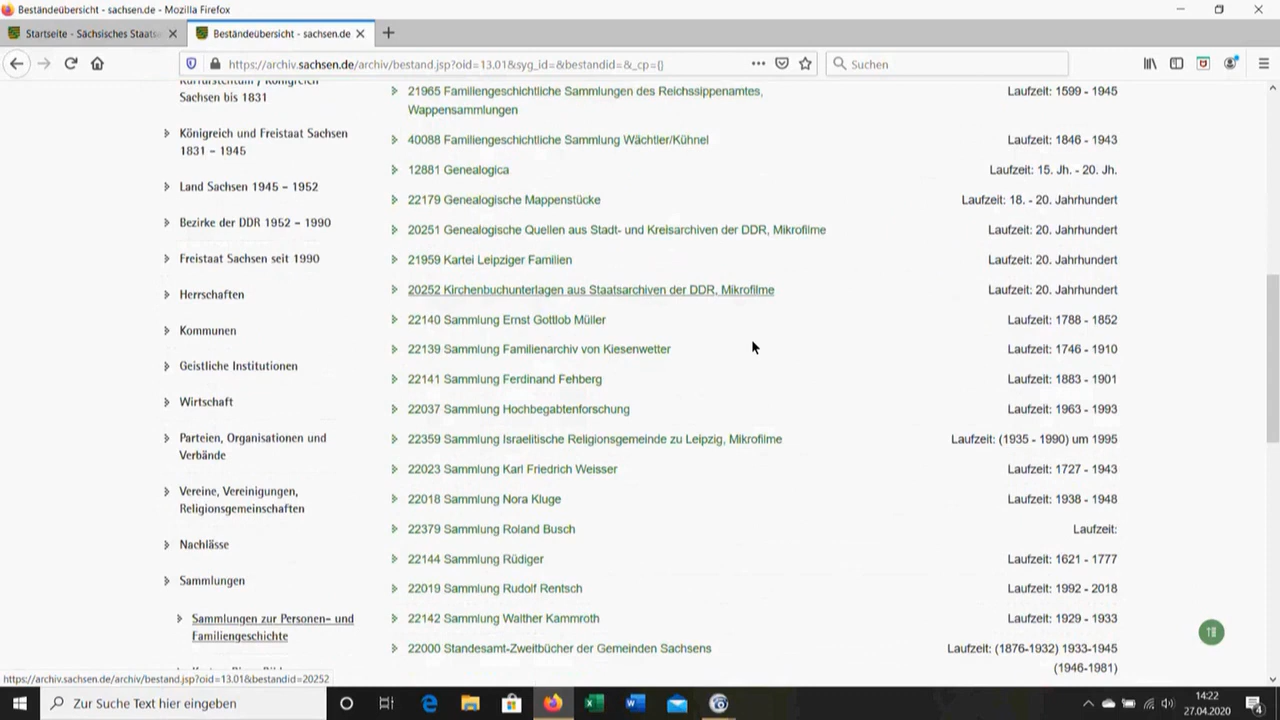 Beständeübersicht - sachsen.de - Mozilla Firefox
Startseite - Sächsisches Staats
Beständeübersicht - sachsen.de
https://archiv.sachsen.de/archiv/bestand.jsp?oid=13.01&syg_id=&bestandid=&_cp={}
Suchen
Kurfürstentum / Königreich
Sachsen bis 1831
Königreich und Freistaat Sachsen
1831 – 1945
Land Sachsen 1945 – 1952
Bezirke der DDR 1952 – 1990
Freistaat Sachsen seit 1990
Herrschaften
Kommunen
Geistliche Institutionen
Wirtschaft
Parteien, Organisationen und
Verbände
Vereine, Vereinigungen,
Religionsgemeinschaften
Nachlässe
Sammlungen
Sammlungen zur Personen- und
Familiengeschichte
21965 Familiengeschichtliche Sammlungen des Reichssippenamtes, Laufzeit: 1599 - 1945
Wappensammlungen
40088 Familiengeschichtliche Sammlung Wächtler/Kühnel Laufzeit: 1846 - 1943
12881 Genealogica Laufzeit: 15. Jh. - 20. Jh.
22179 Genealogische Mappenstücke Laufzeit: 18. - 20. Jahrhundert
20251 Genealogische Quellen aus Stadt- und Kreisarchiven der DDR, Mikrofilme Laufzeit: 20. Jahrhundert
21959 Kartei Leipziger Familien Laufzeit: 20. Jahrhundert
20252 Kirchenbuchunterlagen aus Staatsarchiven der DDR, Mikrofilme Laufzeit: 20. Jahrhundert
22140 Sammlung Ernst Gottlob Müller Laufzeit: 1788 - 1852
22139 Sammlung Familienarchiv von Kiesenwetter Laufzeit: 1746 - 1910
22141 Sammlung Ferdinand Fehberg Laufzeit: 1883 - 1901
22037 Sammlung Hochbegabtenforschung Laufzeit: 1963 - 1993
22359 Sammlung Israelitische Religionsgemeinde zu Leipzig, Mikrofilme Laufzeit: (1935 - 1990) um 1995
22023 Sammlung Karl Friedrich Weisser Laufzeit: 1727 - 1943
22018 Sammlung Nora Kluge Laufzeit: 1938 - 1948
22379 Sammlung Roland Busch Laufzeit:
22144 Sammlung Rüdiger Laufzeit: 1621 - 1777
22019 Sammlung Rudolf Rentsch Laufzeit: 1992 - 2018
22142 Sammlung Walther Kammroth Laufzeit: 1929 - 1933
22000 Standesamt-Zweitbücher der Gemeinden Sachsens Laufzeit: (1876-1932) 1933-1945
(1946-1981)
18
https://archiv.sachsen.de/archiv/bestand.jsp?oid=13.01&bestandid=20252
Zur Suche Text hier eingeben
14:22
27.04.2020
4